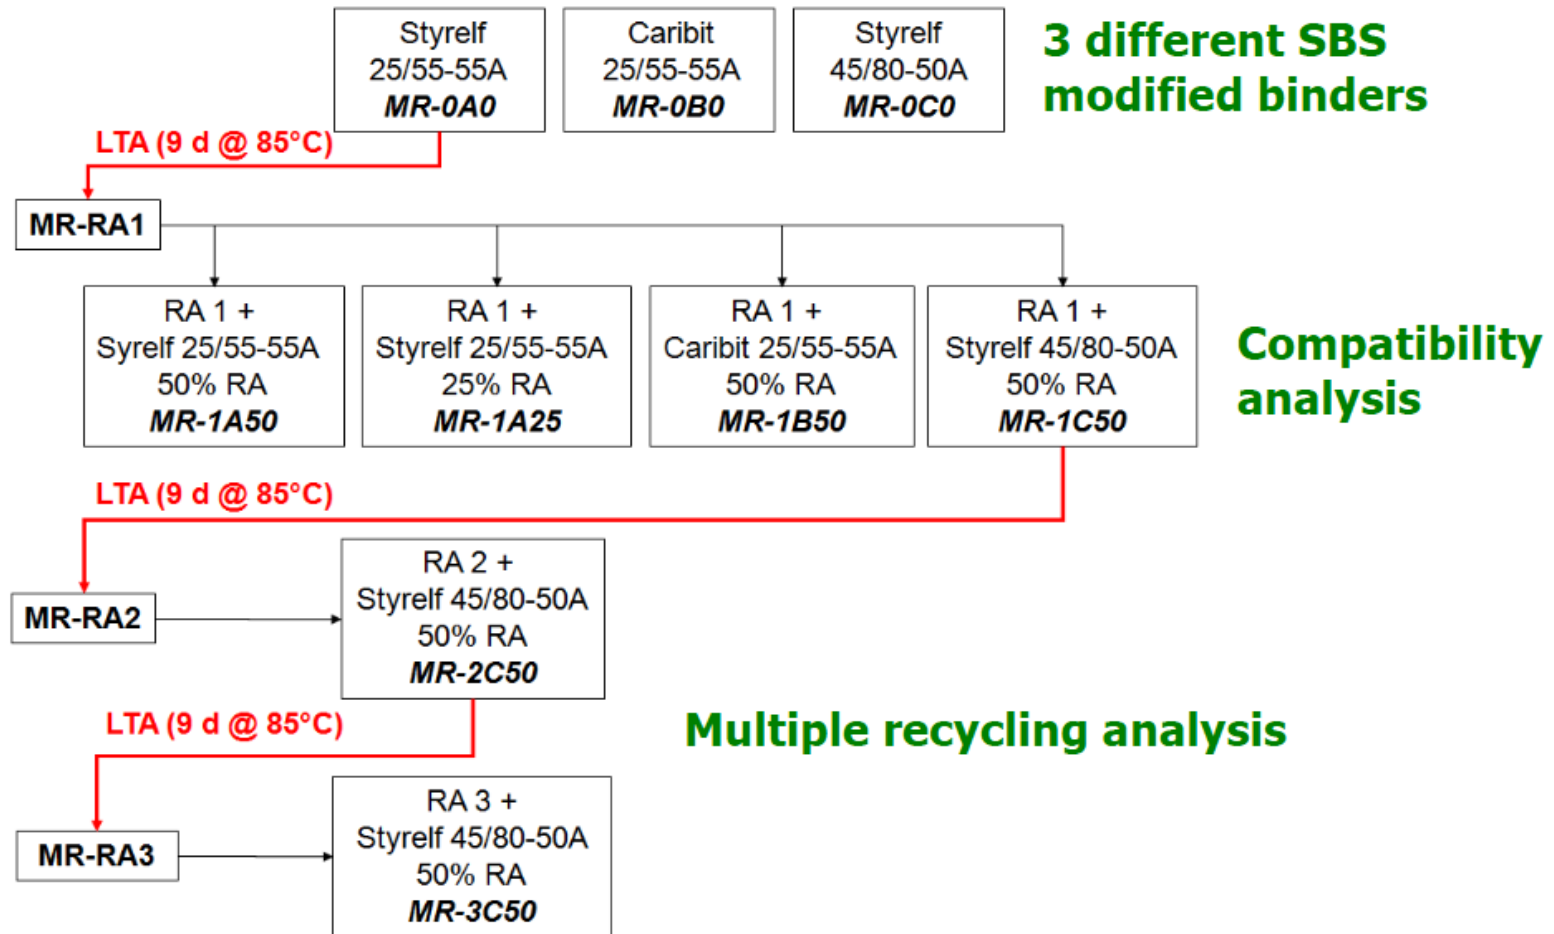 Styrelf
25/55-55A
MR-0A0
Caribit
25/55-55A
MR-0B0
Styrelf
45/80-50A
MR-0C0
3 different SBS
modified binders
LTA (9 d @ 85°C)
MR-RA1
RA 1 +
Syrelf 25/55-55A
50% RA
MR-1A50
RA 1 +
Styrelf 25/55-55A
25% RA
MR-1A25
RA 1 +
Caribit 25/55-55A
50% RA
MR-1B50
RA 1 +
Styrelf 45/80-50A
50% RA
MR-1C50
Compatibility
analysis
LTA (9 d @ 85°C)
MR-RA2
RA 2 +
Styrelf 45/80-50A
50% RA
MR-2C50
LTA (9 d @ 85°C)
Multiple recycling analysis
MR-RA3
RA 3 +
Styrelf 45/80-50A
50% RA
MR-3C50